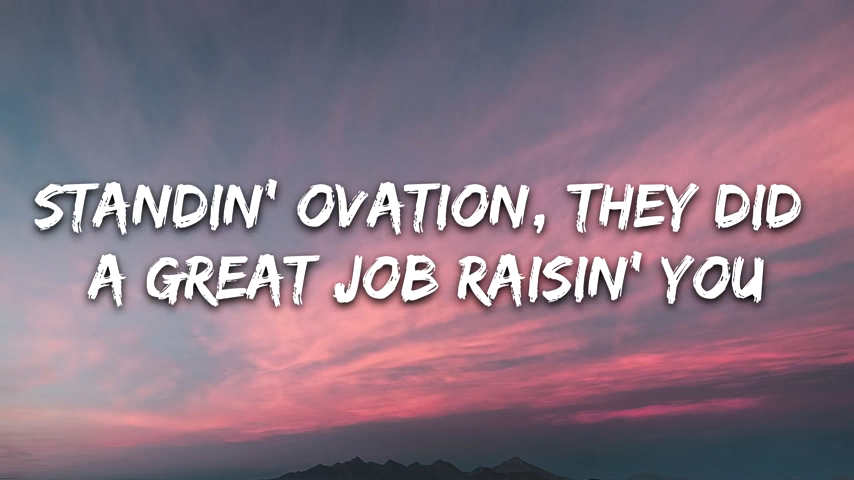 STANDIN' OVATION, THEY DID
A GREAT JOB RAISIN' YOU